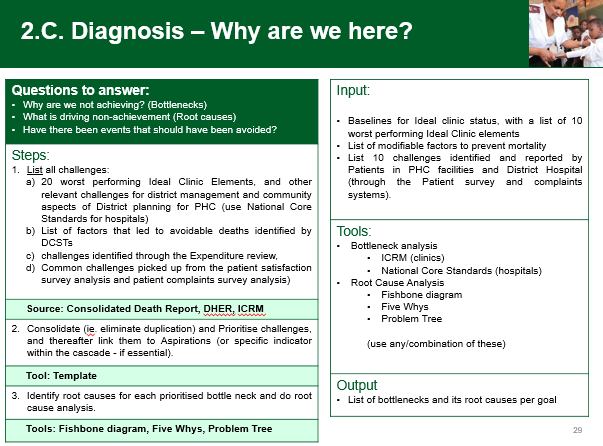 2.C. Diagnosis – Why are we here?
Questions to answer:
• Why are we not achieving? (Bottlenecks)
• What is driving non-achievement (Root causes)
• Have there been events that should have been avoided?
Steps:
1. List all challenges:
a) 20 worst performing Ideal Clinic Elements, and other
relevant challenges for district management and community
aspects of District planning for PHC (use National Core
Standards for hospitals)
b) List of factors that led to avoidable deaths identified by
DCSTs
c) challenges identified through the Expenditure review,
d) Common challenges picked up from the patient satisfaction
survey analysis and patient complaints survey analysis)
Source: Consolidated Death Report, DHER, ICRM
2. Consolidate (ie. eliminate duplication) and Prioritise challenges,
and thereafter link them to Aspirations (or specific indicator
within the cascade - if essential).
Tool: Template
3. Identify root causes for each prioritised bottle neck and do root
cause analysis.
Tools: Fishbone diagram, Five Whys, Problem Tree
Input:
• Baselines for Ideal clinic status, with a list of 10
worst performing Ideal Clinic elements
• List of modifiable factors to prevent mortality
• List 10 challenges identified and reported by
Patients in PHC facilities and District Hospital
(through the Patient survey and complaints
systems).
Tools:
• Bottleneck analysis
• ICRM (clinics)
• National Core Standards (hospitals)
• Root Cause Analysis
• Fishbone diagram
• Five Whys
• Problem Tree
(use any/combination of these)
Output
• List of bottlenecks and its root causes per goal
29